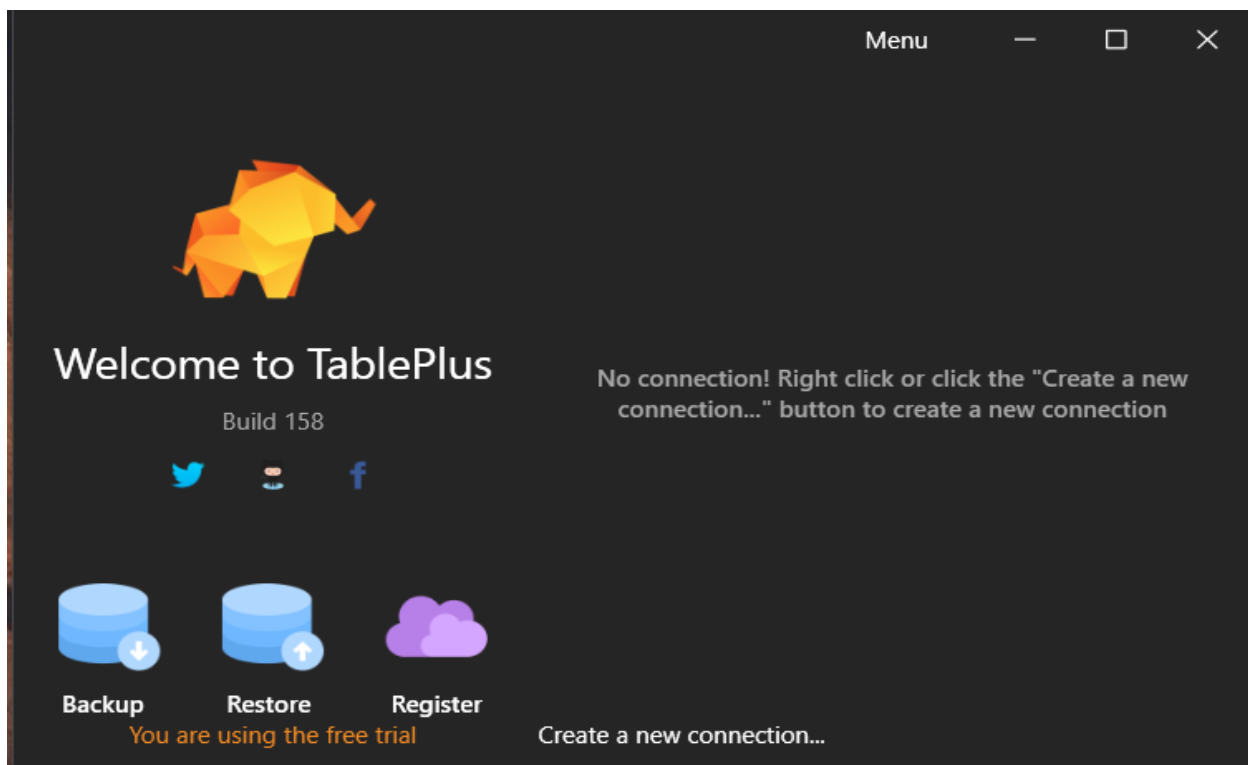 Menu
Welcome to TablePlus
Build 158
No connection! Right click or click the "Create a new
connection..." button to create a new connection
Backup
Restore
Register
You are using the free trial
Create a new connection...